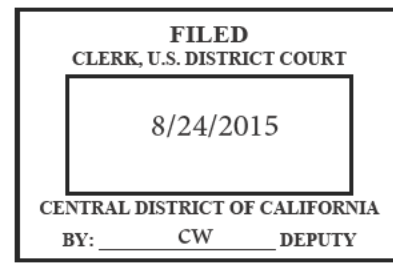 FILED
CLERK, U.S. DISTRICT COURT
8/24/2015
CENTRAL DISTRICT OF CALIFORNIA
BY: CW DEPUTY